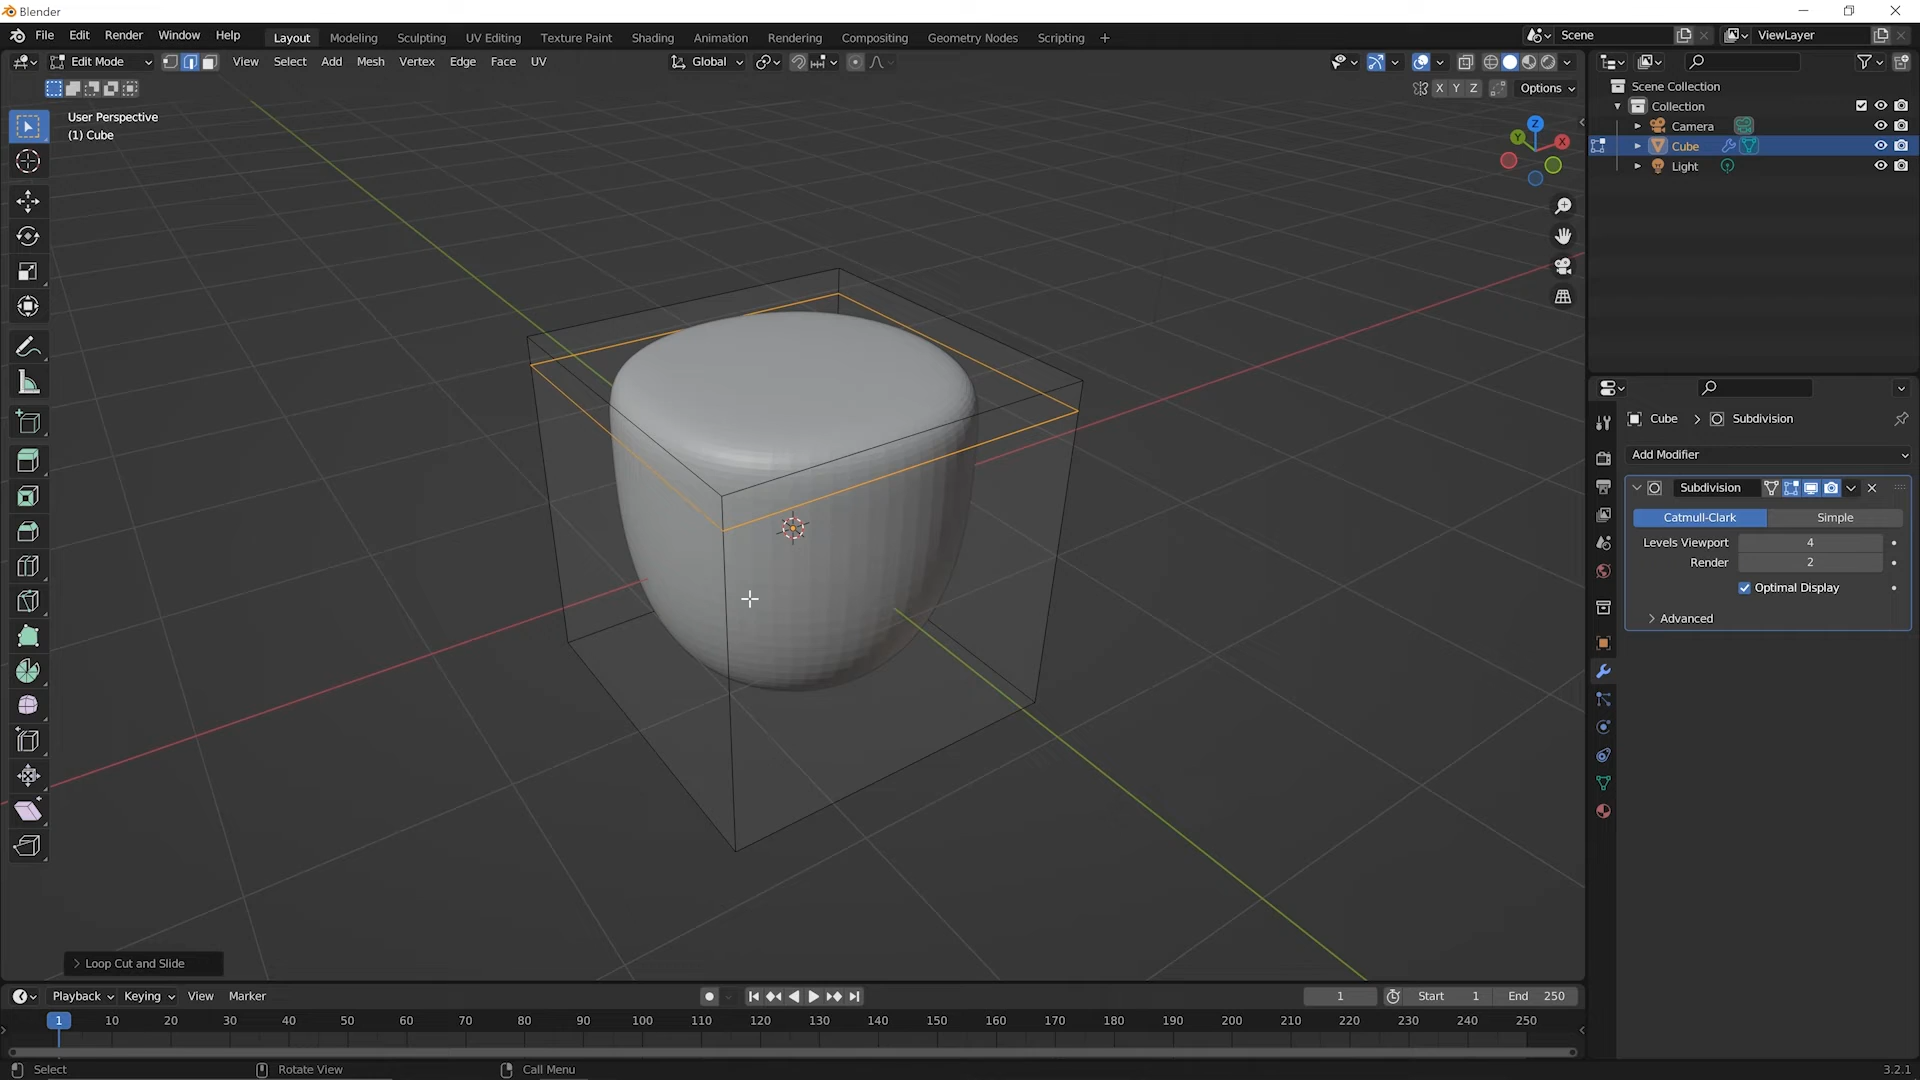 Blender
File Edit Render Window Help Layout Modeling Sculpting UV Editing Texture Paint Shading Animation Rendering Compositing Geometry Nodes Scripting + Scene ViewLayer
Edit Mode View Select Add Mesh Vertex Edge Face UV Global
X Y Z Options
User Perspective
(1) Cube
Z
Y
X
Scene Collection
Collection
Camera
Cube
Light
Cube > Subdivision
Add Modifier
Subdivision
Catmull-Clark Simple
Levels Viewport 4
Render 2
Optimal Display
Advanced
Loop Cut and Slide
Playback Keying View Marker 1 Start 1 End 250
1 10 20 30 40 50 60 70 80 90 100 110 120 130 140 150 160 170 180 190 200 210 220 230 240 250
Select Rotate View Call Menu 3.2.1